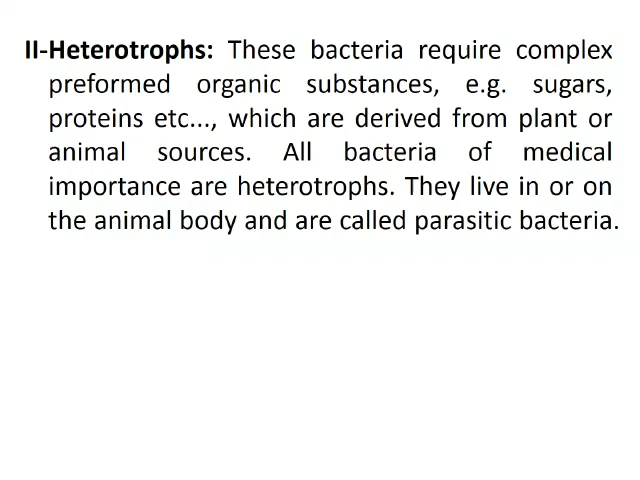 II-Heterotrophs: These bacteria require complex
preformed organic substances, e.g. sugars,
proteins etc..., which are derived from plant or
animal sources. All bacteria of medical
importance are heterotrophs. They live in or on
the animal body and are called parasitic bacteria.